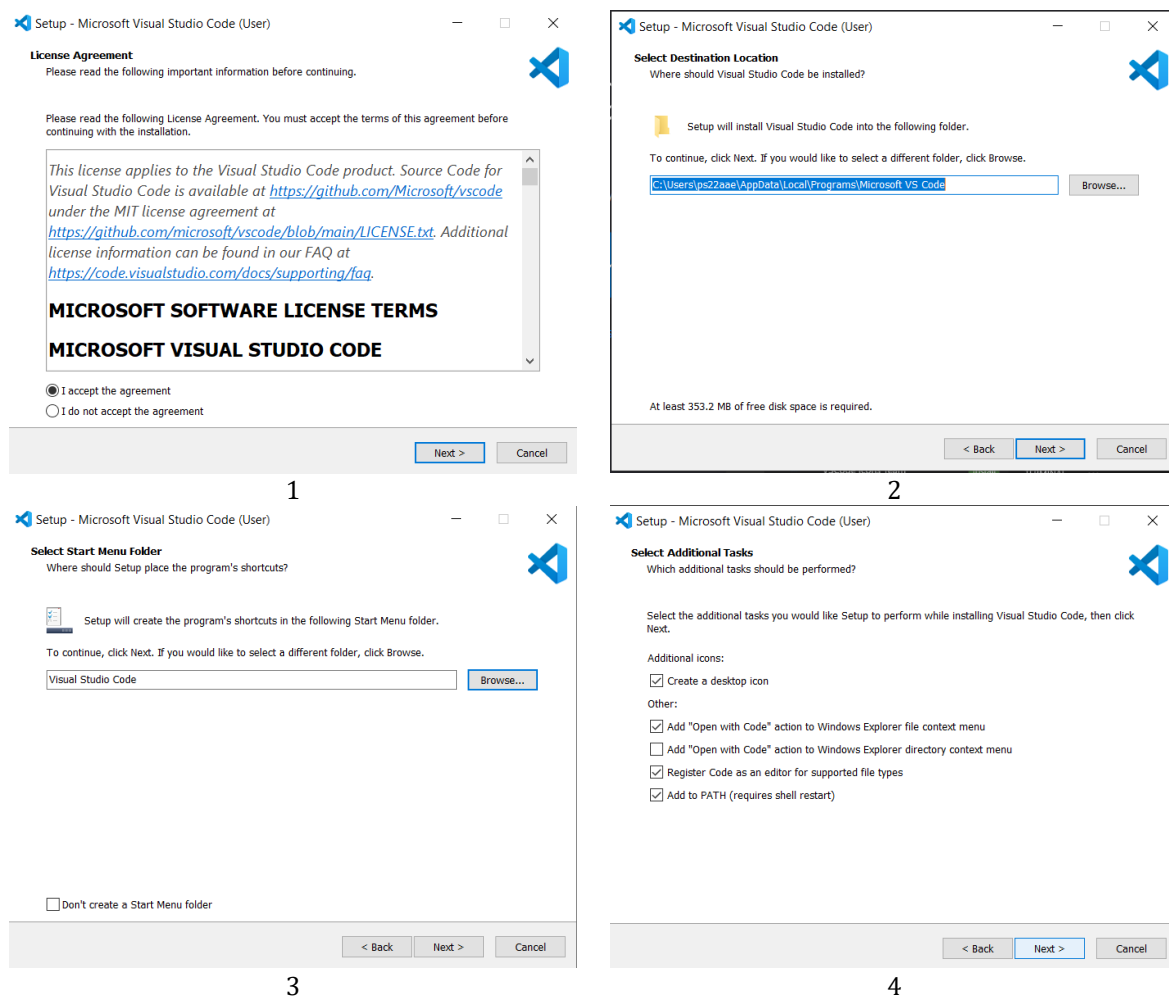 Setup - Microsoft Visual Studio Code (User)
License Agreement
Please read the following important information before continuing.
Please read the following License Agreement. You must accept the terms of this agreement before
continuing with the installation.
This license applies to the Visual Studio Code product. Source Code for
Visual Studio Code is available at https://github.com/Microsoft/vscode
under the MIT license agreement at
https://github.com/microsoft/vscode/blob/main/LICENSE.txt. Additional
license information can be found in our FAQ at
https://code.visualstudio.com/docs/supporting/faq.
MICROSOFT SOFTWARE LICENSE TERMS
MICROSOFT VISUAL STUDIO CODE
I accept the agreement
I do not accept the agreement
Next > Cancel
1
Setup - Microsoft Visual Studio Code (User)
Select Destination Location
Where should Visual Studio Code be installed?
Setup will install Visual Studio Code into the following folder.
To continue, click Next. If you would like to select a different folder, click Browse.
C:\Users\ps22aae\AppData\Local\Programs\Microsoft VS Code Browse...
At least 353.2 MB of free disk space is required.
< Back Next > Cancel
2
Setup - Microsoft Visual Studio Code (User)
Select Start Menu Folder
Where should Setup place the program's shortcuts?
Setup will create the program's shortcuts in the following Start Menu folder.
To continue, click Next. If you would like to select a different folder, click Browse.
Visual Studio Code Browse...
Don't create a Start Menu folder
< Back Next > Cancel
3
Setup - Microsoft Visual Studio Code (User)
Select Additional Tasks
Which additional tasks should be performed?
Select the additional tasks you would like Setup to perform while installing Visual Studio Code, then click
Next.
Additional icons:
Create a desktop icon
Other:
Add "Open with Code" action to Windows Explorer file context menu
Add "Open with Code" action to Windows Explorer directory context menu
Register Code as an editor for supported file types
Add to PATH (requires shell restart)
< Back Next > Cancel
4